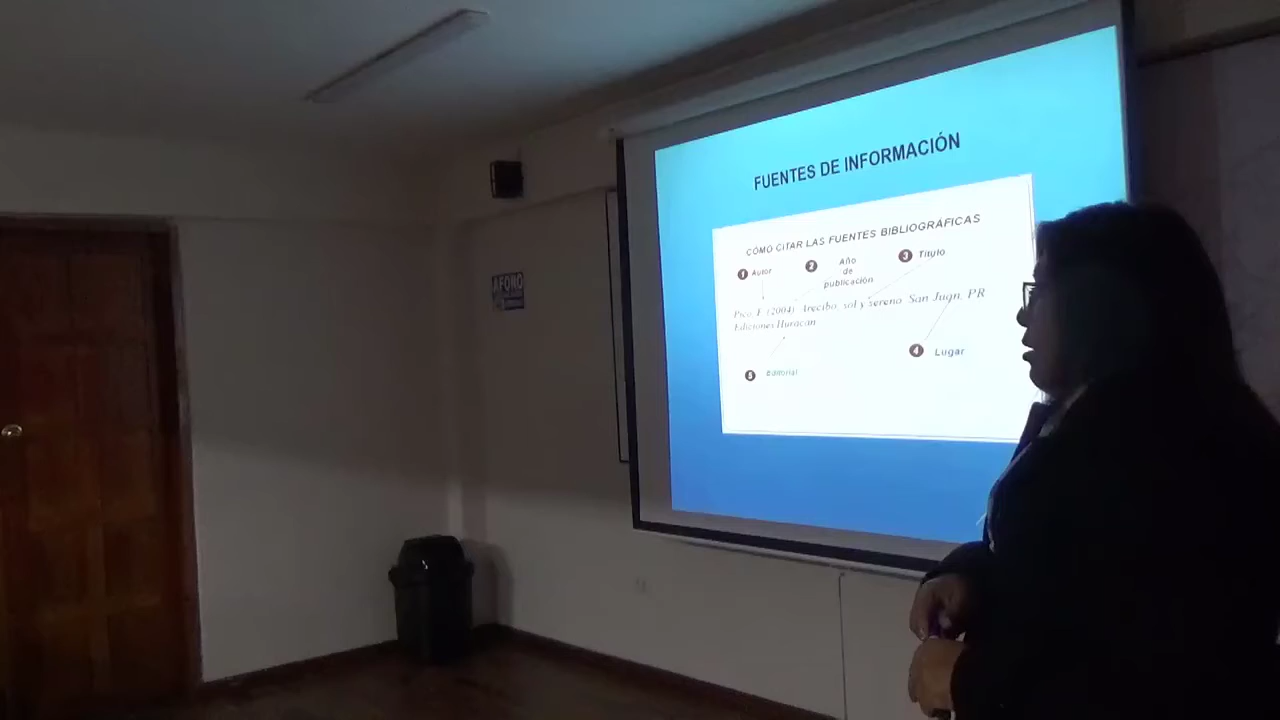 FUENTES DE INFORMACIÓN
CÓMO CITAR LAS FUENTES BIBLIOGRÁFICAS
1 Autor
2 Año de publicación
3 Título
Pico, F. (2004). Arecibo: sol y sereno. San Juan, PR
Ediciones Huracán
4 Lugar
5 Editorial
AFORO